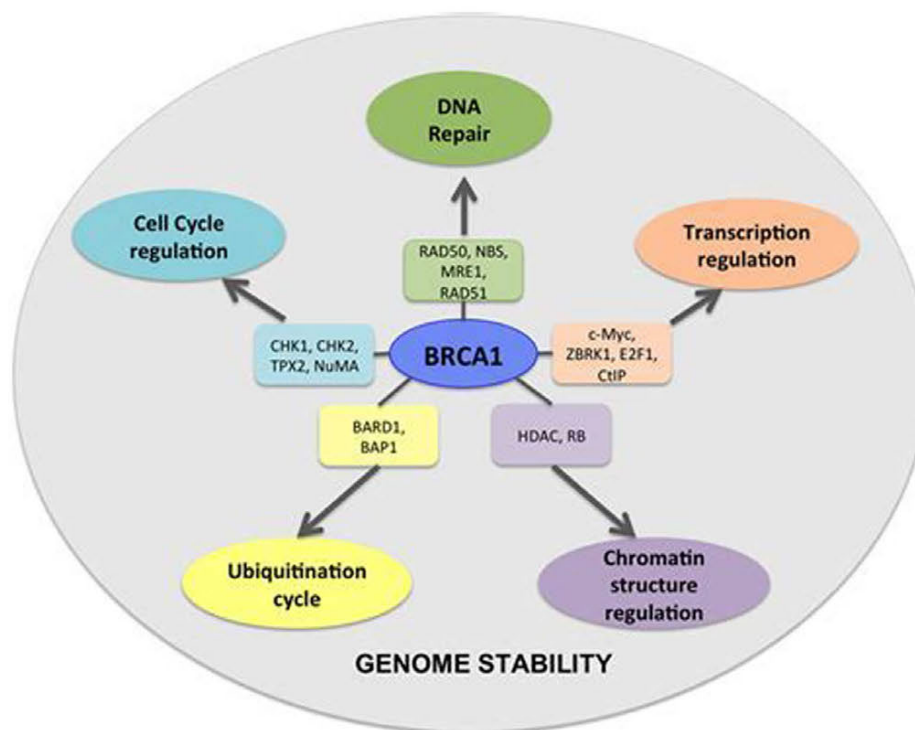 DNA
Repair
Cell Cycle
regulation
Transcription
regulation
RAD50, NBS,
MRE1,
RAD51
CHK1, CHK2,
TPX2, NuMA
BRCA1
c-Myc,
ZBRK1, E2F1,
CtIP
BARD1,
BAP1
HDAC, RB
Ubiquitination
cycle
Chromatin
structure
regulation
GENOME STABILITY